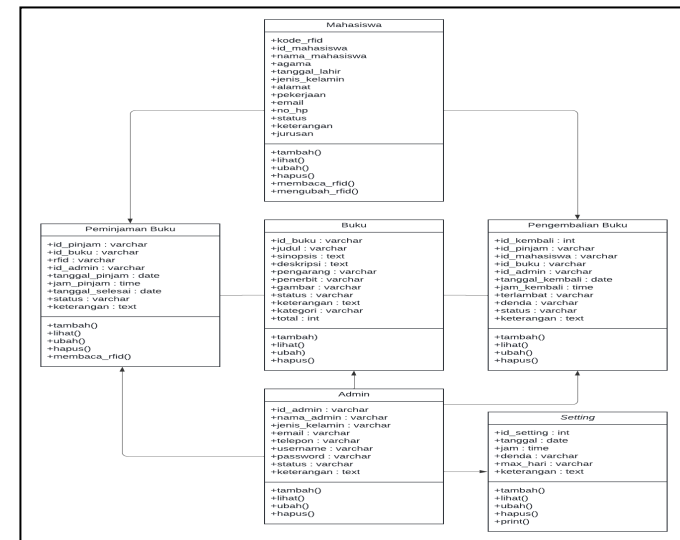 Mahasiswa
+kode_rfid
+id_mahasiswa
+nama_mahasiswa
+agama
+tanggal_lahir
+jenis_kelamin
+alamat
+pekerjaan
+email
+no_hp
+status
+keterangan
+jurusan
+tambah()
+lihat()
+ubah()
+hapus()
+membaca_rfid()
+mengubah_rfid()
Peminjaman Buku
+id_pinjam : varchar
+id_buku : varchar
+rfid : varchar
+id_admin : varchar
+tanggal_pinjam : date
+jam_pinjam : time
+tanggal_selesai : date
+status : varchar
+keterangan : text
+tambah()
+lihat()
+ubah()
+hapus()
+membaca_rfid()
Buku
+id_buku : varchar
+judul : varchar
+sinopsis : text
+deskripsi : text
+pengarang : varchar
+penerbit : varchar
+gambar : varchar
+status : varchar
+keterangan : text
+kategori : varchar
+total : int
+tambah)
+lihat()
+ubah)
+hapus()
Pengembalian Buku
+id_kembali : int
+id_pinjam : varchar
+id_mahasiswa : varchar
+id_buku : varchar
+id_admin : varchar
+tanggal_kembali : date
+jam_kembali : time
+terlambat : varchar
+denda : varchar
+status : varchar
+keterangan : text
+tambah()
+lihat()
+ubah()
+hapus()
Admin
+id_admin : varchar
+nama_admin : varchar
+jenis_kelamin : varchar
+email : varchar
+telepon : varchar
+username : varchar
+password : varchar
+status : varchar
+keterangan : text
+tambah()
+lihat()
+ubah()
+hapus()
Setting
+id_setting : int
+tanggal : date
+jam : time
+denda : varchar
+max_hari : varchar
+keterangan : text
+tambah()
+lihat()
+ubah()
+hapus()
+print()